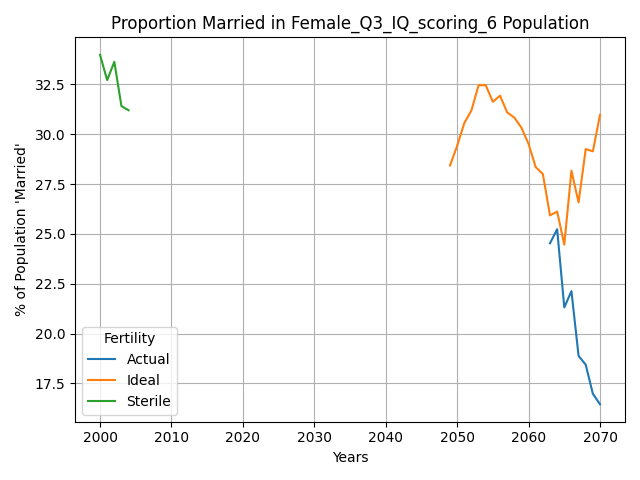 Proportion Married in Female_Q3_IQ_scoring_6 Population
% of Population 'Married'
32.5
30.0
27.5
25.0
22.5
20.0
17.5
Fertility
Actual
Ideal
Sterile
2000 2010 2020 2030 2040 2050 2060 2070
Years